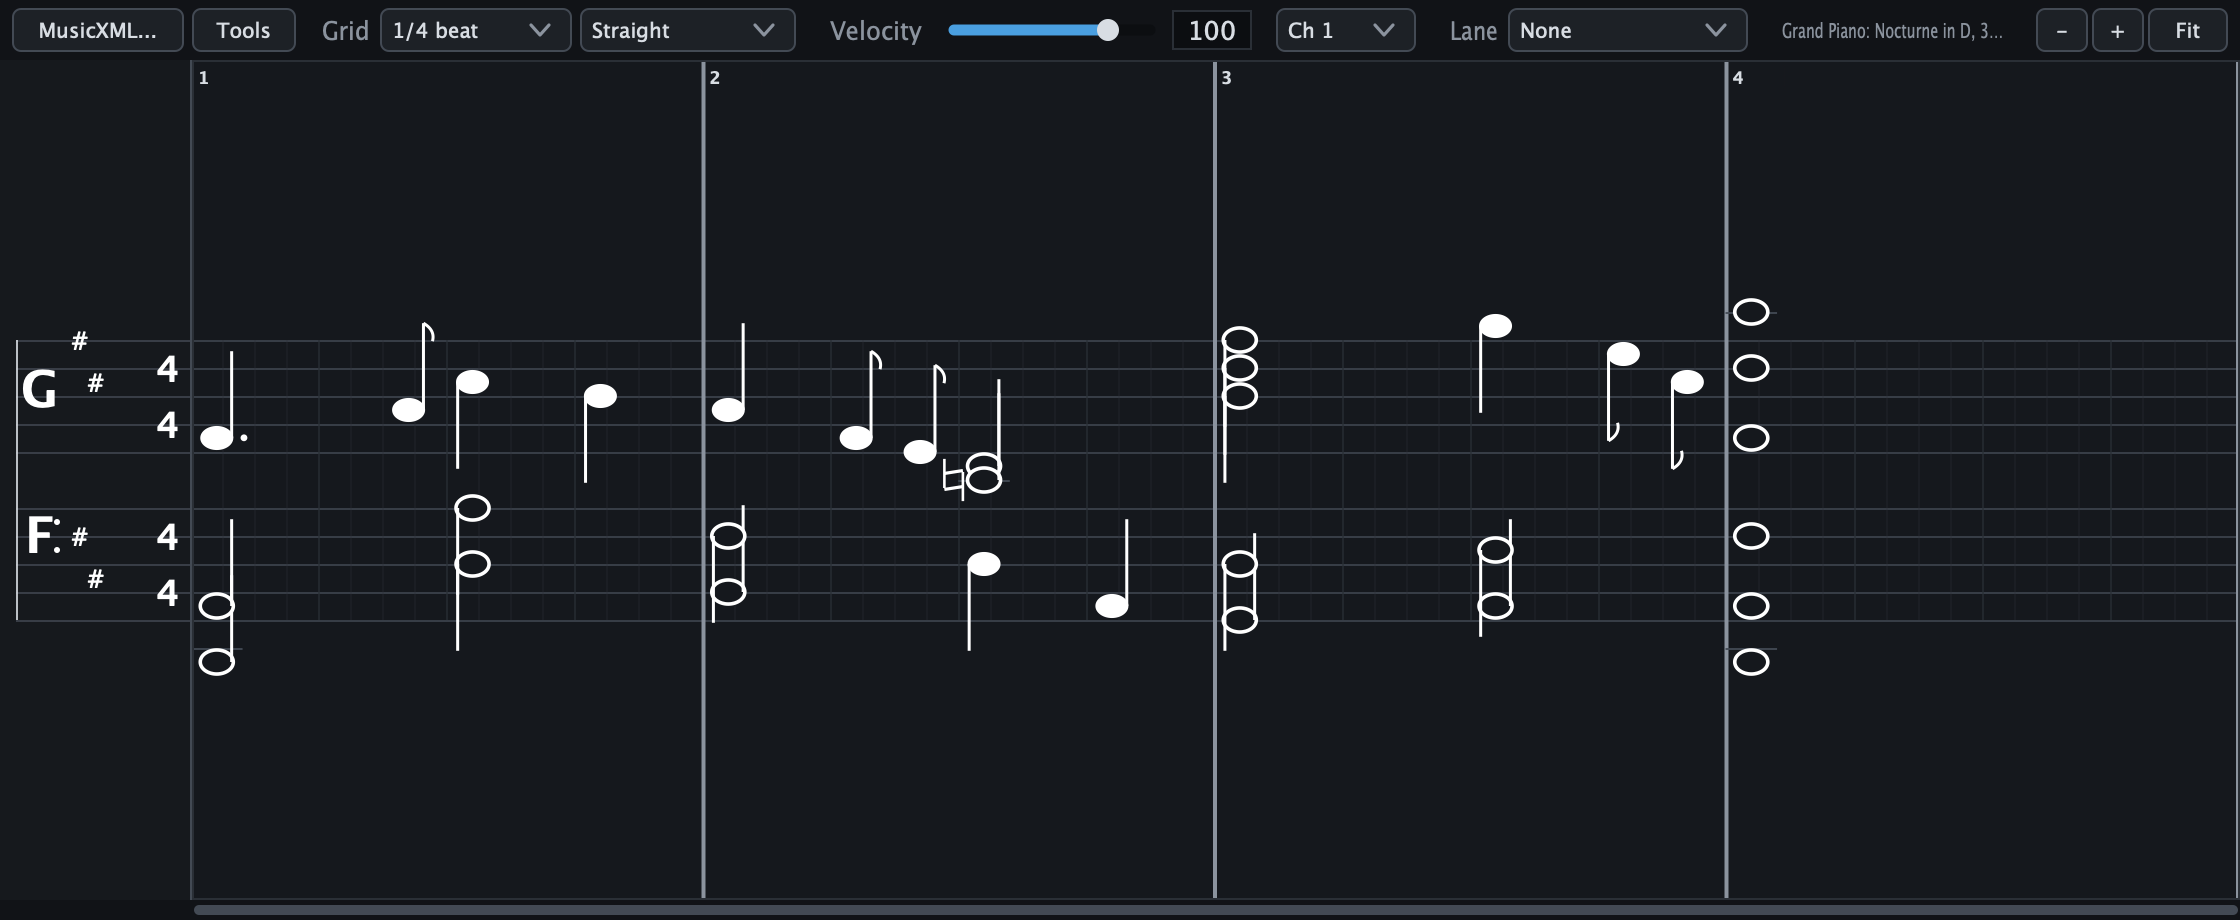 MusicXML... Tools Grid 1/4 beat Straight Velocity 100 Ch 1 Lane None Grand Piano: Nocturne in D, 3... - + Fit
1 2 3 4
#
G # 4
4
F: # 4
# 4